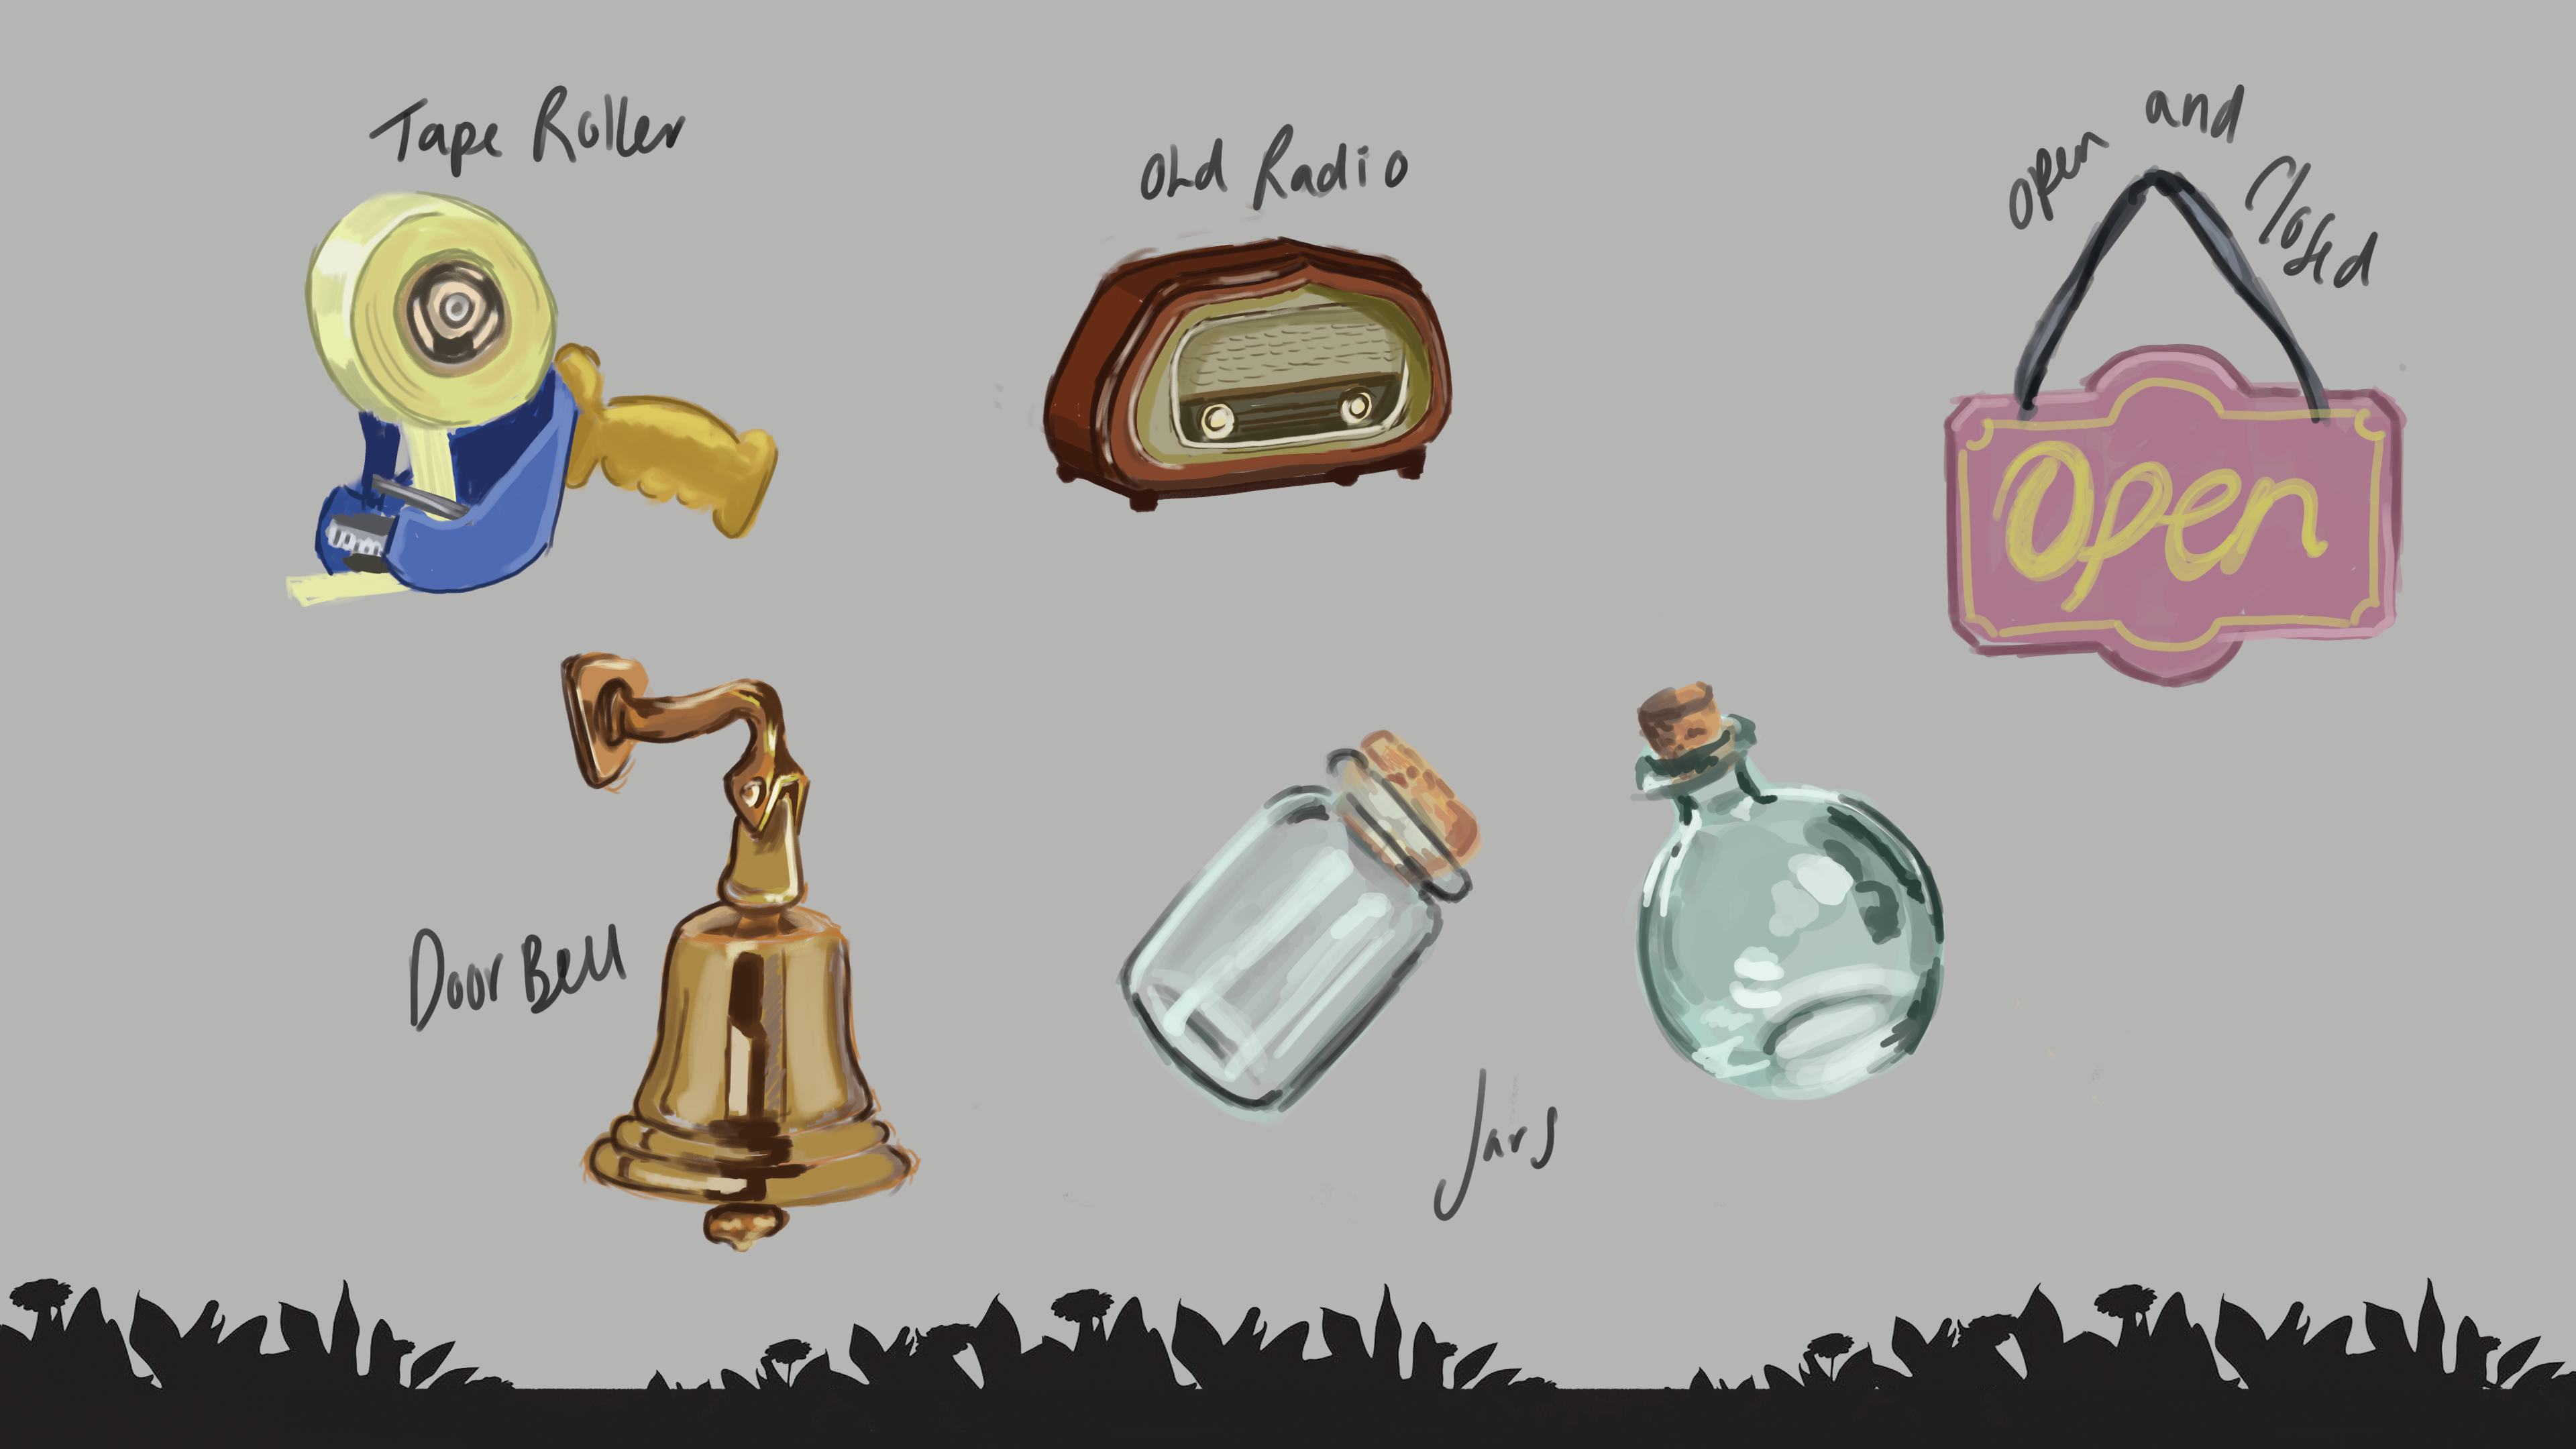 Tape Roller
Old Radio
Open and Closed
Open
Door Bell
Jars